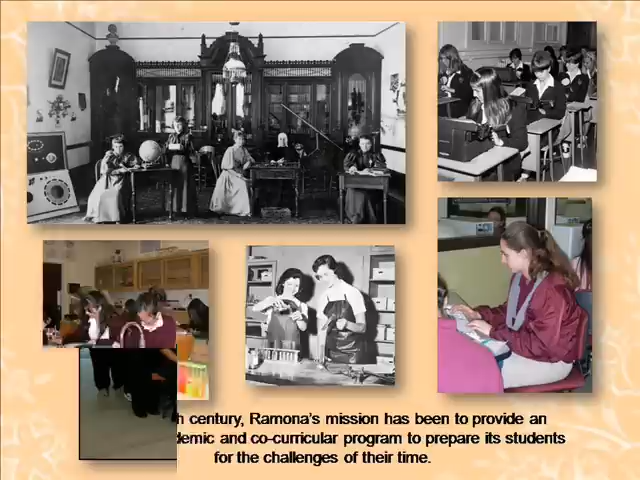 century, Ramona's mission has been to provide an
and co-curricular program to prepare its students
for the challenges of their time.